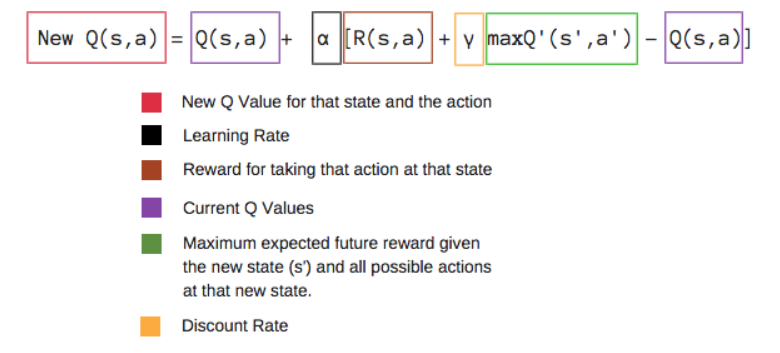 New Q(s,a) = Q(s,a) + α [R(s,a) + γ maxQ'(s',a') − Q(s,a)]
New Q Value for that state and the action
Learning Rate
Reward for taking that action at that state
Current Q Values
Maximum expected future reward given
the new state (s') and all possible actions
at that new state.
Discount Rate